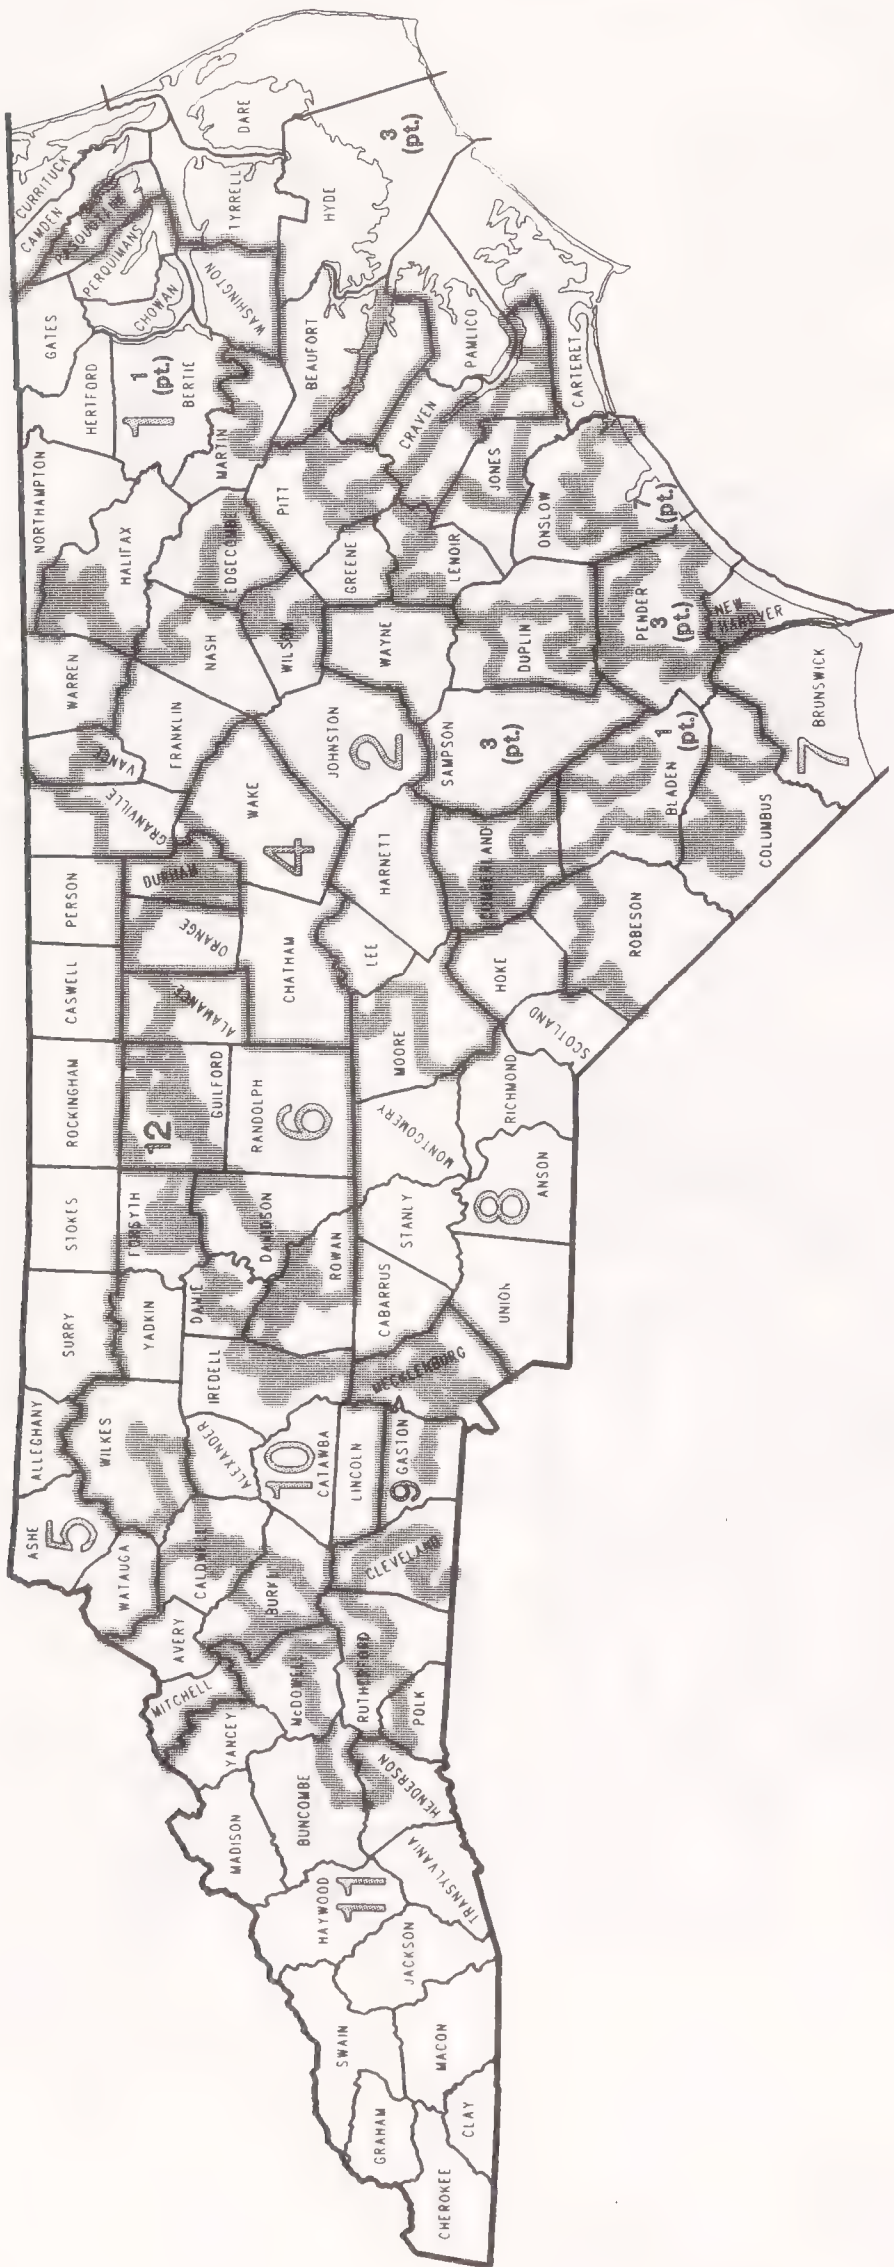 CHEROKEE
GRAHAM
CLAY
SWAIN
MACON
JACKSON
HAYWOOD
11
TRANSYLVANIA
MADISON
BUNCOMBE
HENDERSON
YANCEY
MITCHELL
McDOWELL
RUTHERFORD
POLK
AVERY
BURKE
CLEVELAND
WATAUGA
CALDWELL
ASHE
5
ALLEGHANY
WILKES
ALEXANDER
10
CATAWBA
LINCOLN
9 GASTON
SURRY
YADKIN
IREDELL
MECKLENBURG
DAVIE
ROWAN
CABARRUS
UNION
STOKES
FORSYTH
DAVIDSON
STANLY
8
ANSON
ROCKINGHAM
12
GUILFORD
RANDOLPH
6
MONTGOMERY
RICHMOND
CASWELL
ALAMANCE
CHATHAM
MOORE
SCOTLAND
PERSON
ORANGE
LEE
HOKE
ROBESON
DURHAM
GRANVILLE
WAKE
4
HARNETT
CUMBERLAND
VANCE
WARREN
FRANKLIN
JOHNSTON
2
SAMPSON
3
(pt.)
BLADEN
1
(pt.)
COLUMBUS
7
BRUNSWICK
NORTHAMPTON
HALIFAX
NASH
WILSON
WAYNE
DUPLIN
PENDER
3
(pt.)
NEW
HANOVER
EDGECOMBE
GREENE
LENOIR
ONSLOW
7
(pt.)
HERTFORD
1
1
(pt.)
BERTIE
MARTIN
PITT
JONES
CRAVEN
CARTERET
GATES
CHOWAN
PERQUIMANS
PASQUOTANK
CAMDEN
CURRITUCK
WASHINGTON
BEAUFORT
PAMLICO
TYRRELL
HYDE
DARE
3
(pt.)